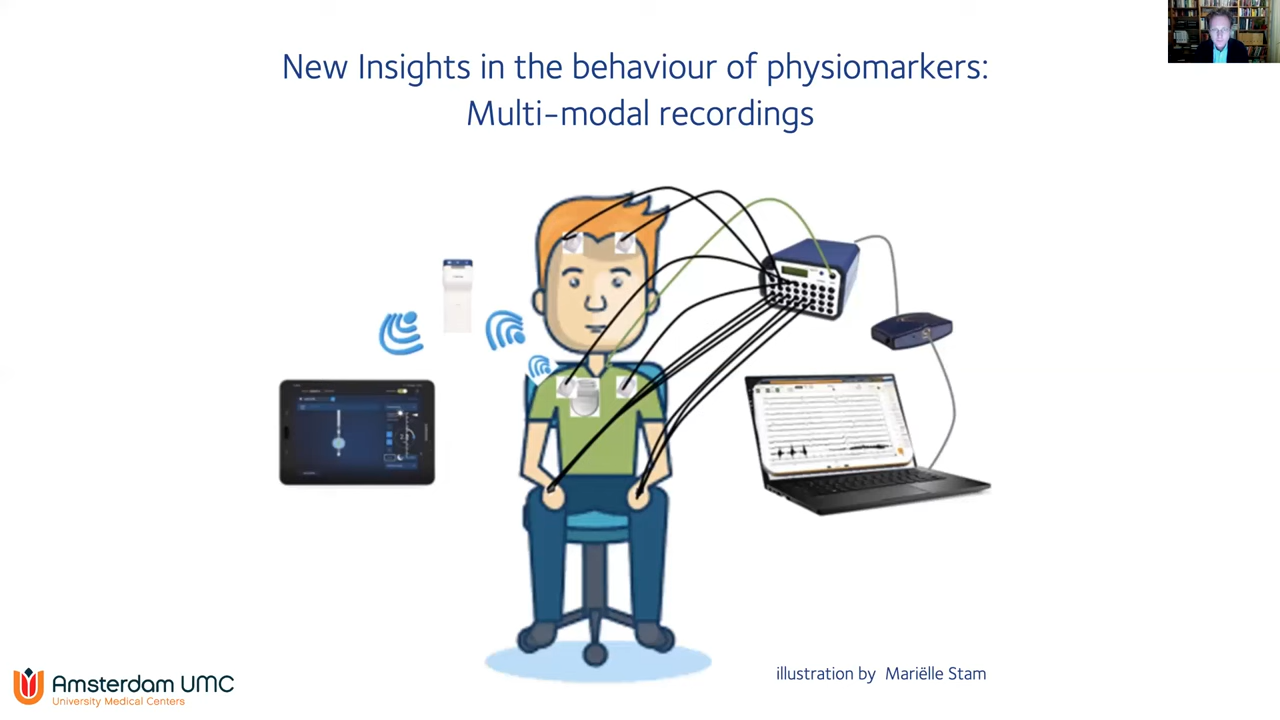 New Insights in the behaviour of physiomarkers:
Multi-modal recordings
illustration by Mariëlle Stam
Amsterdam UMC
University Medical Centers